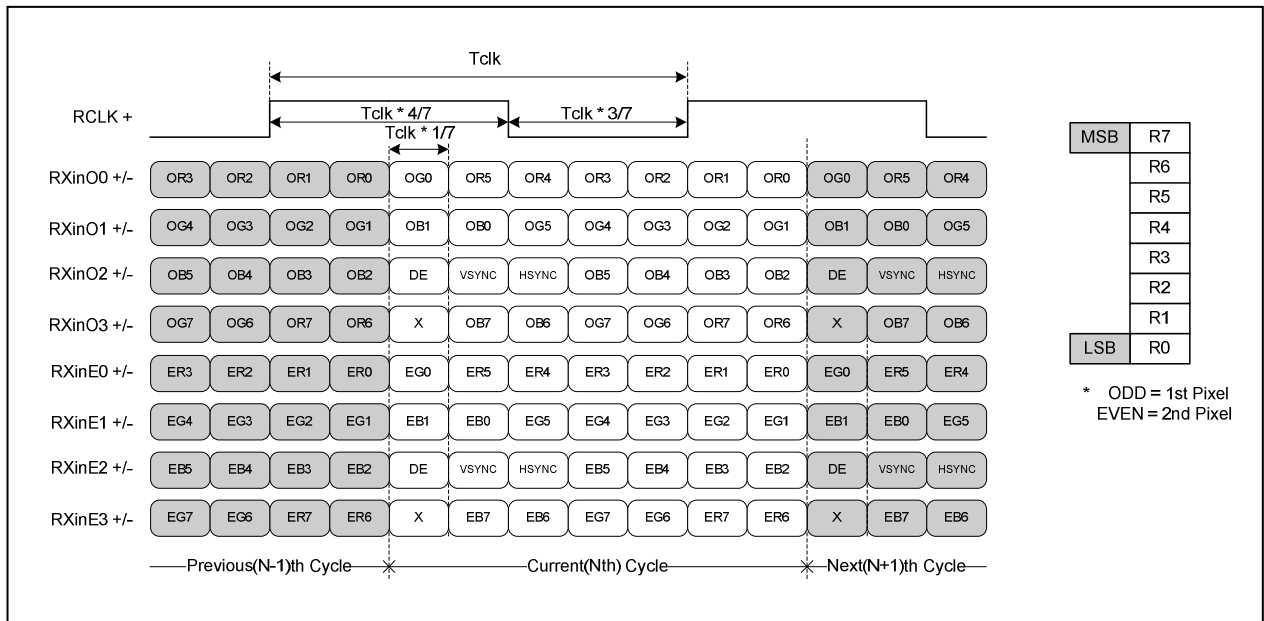 Tclk
RCLK +
Tclk * 4/7 Tclk * 3/7
Tclk * 1/7
RXinO0 +/- OR3 OR2 OR1 OR0 OG0 OR5 OR4 OR3 OR2 OR1 OR0 OG0 OR5 OR4
RXinO1 +/- OG4 OG3 OG2 OG1 OB1 OB0 OG5 OG4 OG3 OG2 OG1 OB1 OB0 OG5
RXinO2 +/- OB5 OB4 OB3 OB2 DE VSYNC HSYNC OB5 OB4 OB3 OB2 DE VSYNC HSYNC
RXinO3 +/- OG7 OG6 OR7 OR6 X OB7 OB6 OG7 OG6 OR7 OR6 X OB7 OB6
RXinE0 +/- ER3 ER2 ER1 ER0 EG0 ER5 ER4 ER3 ER2 ER1 ER0 EG0 ER5 ER4
RXinE1 +/- EG4 EG3 EG2 EG1 EB1 EB0 EG5 EG4 EG3 EG2 EG1 EB1 EB0 EG5
RXinE2 +/- EB5 EB4 EB3 EB2 DE VSYNC HSYNC EB5 EB4 EB3 EB2 DE VSYNC HSYNC
RXinE3 +/- EG7 EG6 ER7 ER6 X EB7 EB6 EG7 EG6 ER7 ER6 X EB7 EB6
Previous(N-1)th Cycle Current(Nth) Cycle Next(N+1)th Cycle
MSB R7
R6
R5
R4
R3
R2
R1
LSB R0
* ODD = 1st Pixel
EVEN = 2nd Pixel